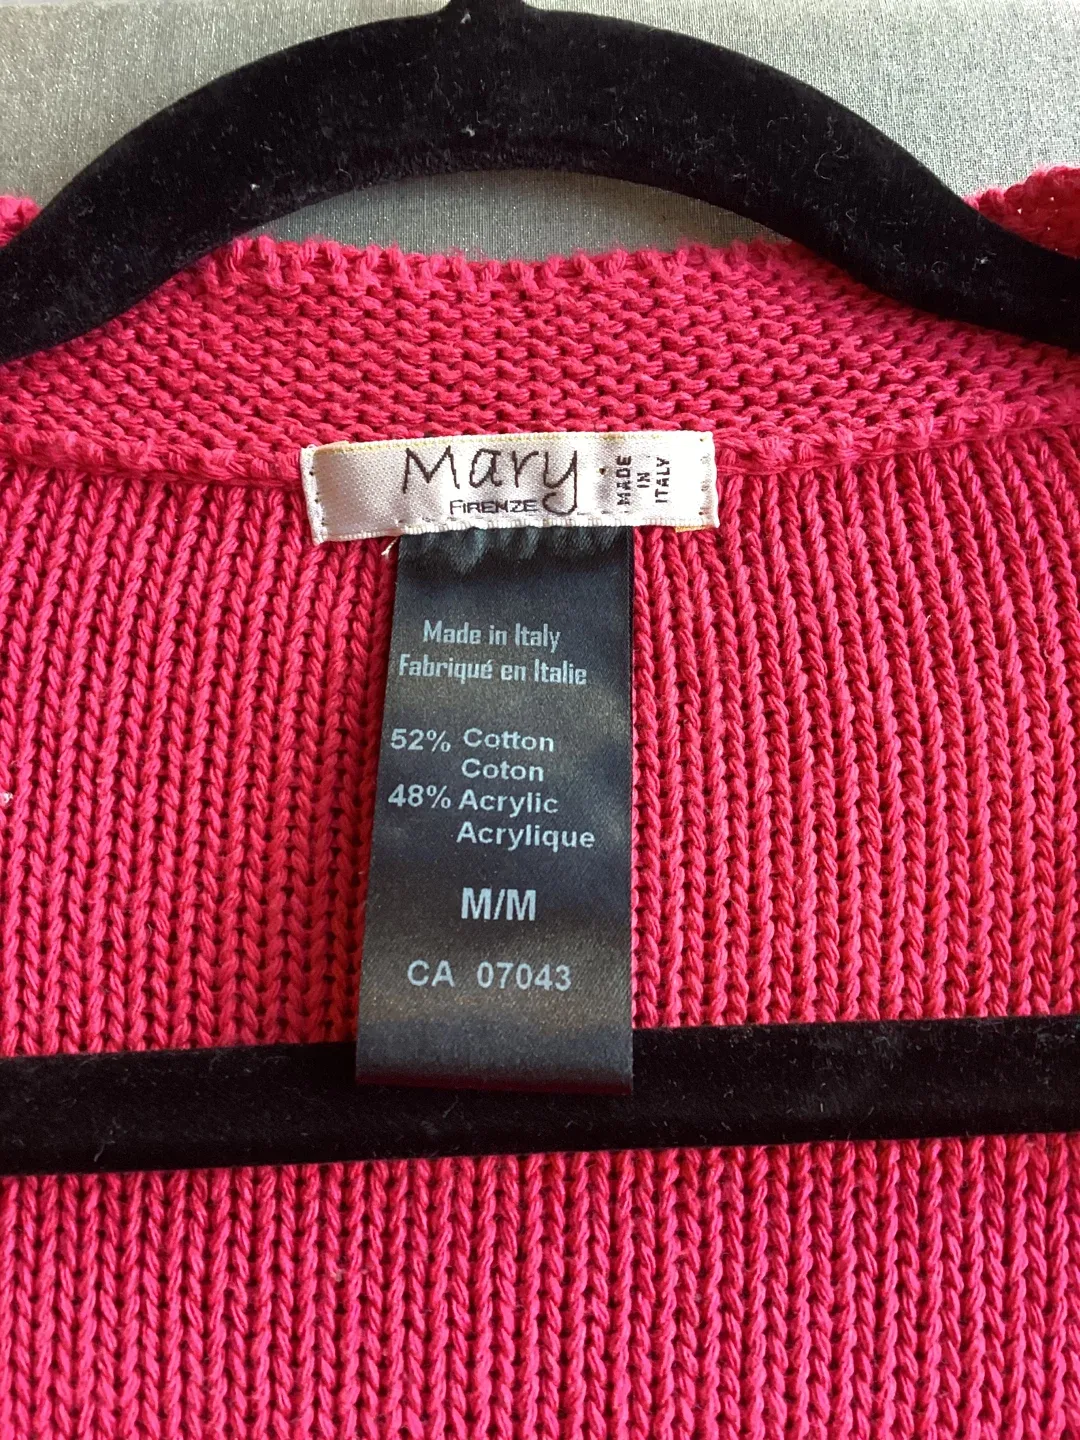 Mary
FIRENZE
MADE
IN
ITALY
Made in Italy
Fabriqué en Italie
52% Cotton
Coton
48% Acrylic
Acrylique
M/M
CA 07043